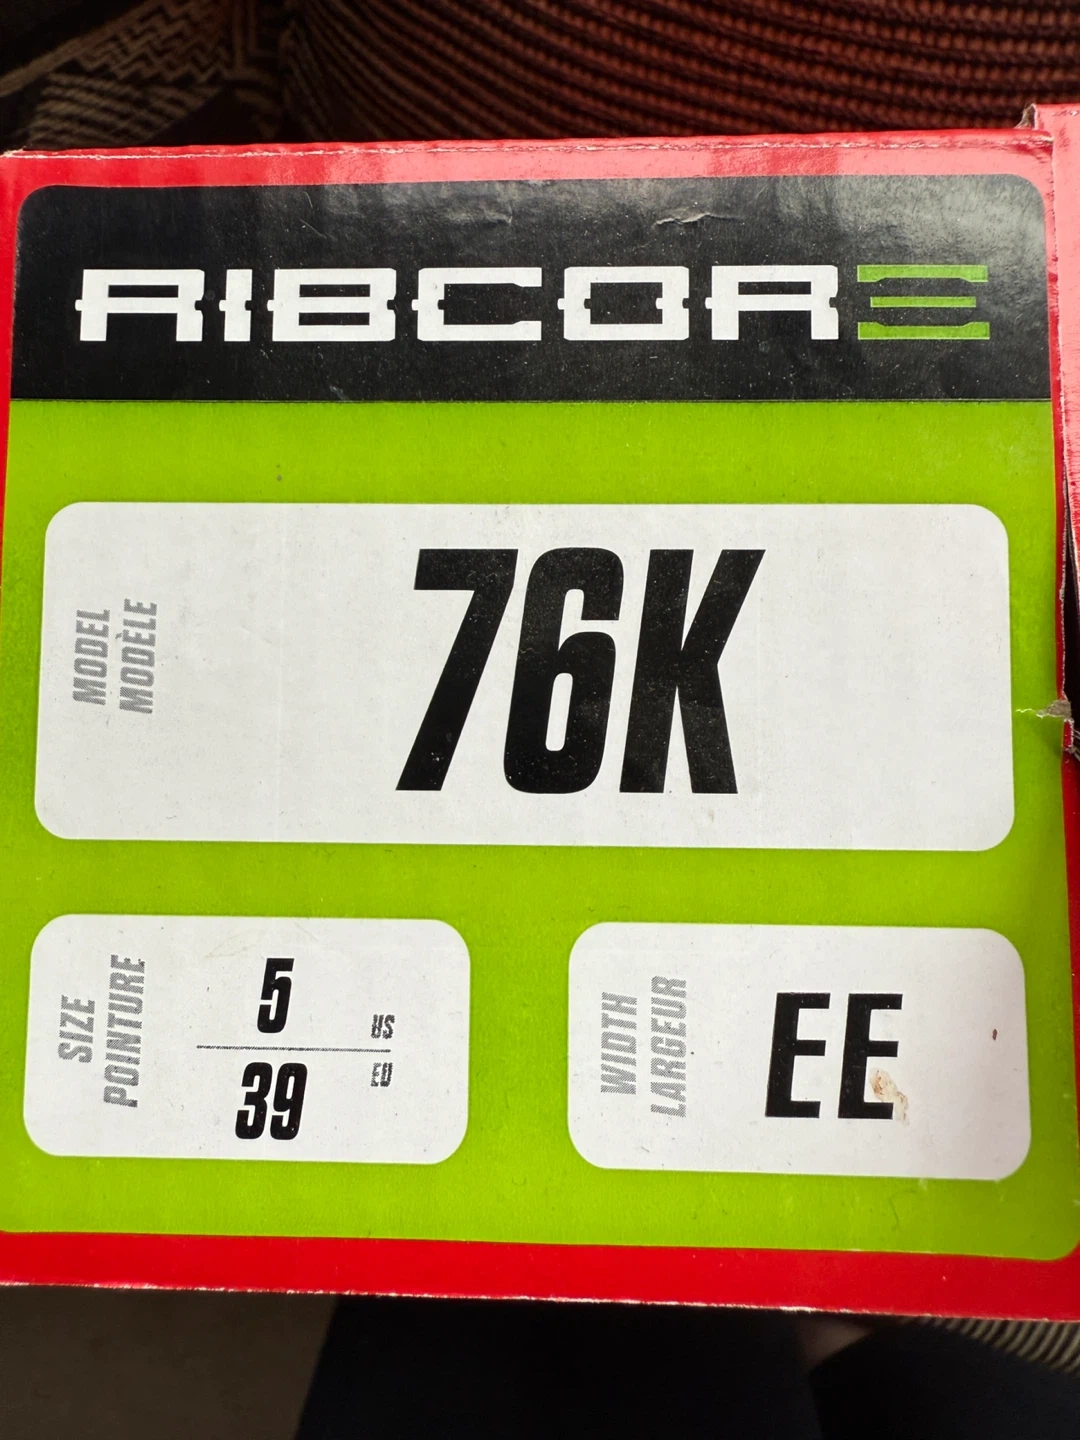 RIBCORE
MODEL
MODÈLE
76K
SIZE
POINTURE
5
US
39
EU
WIDTH
LARGEUR
EE